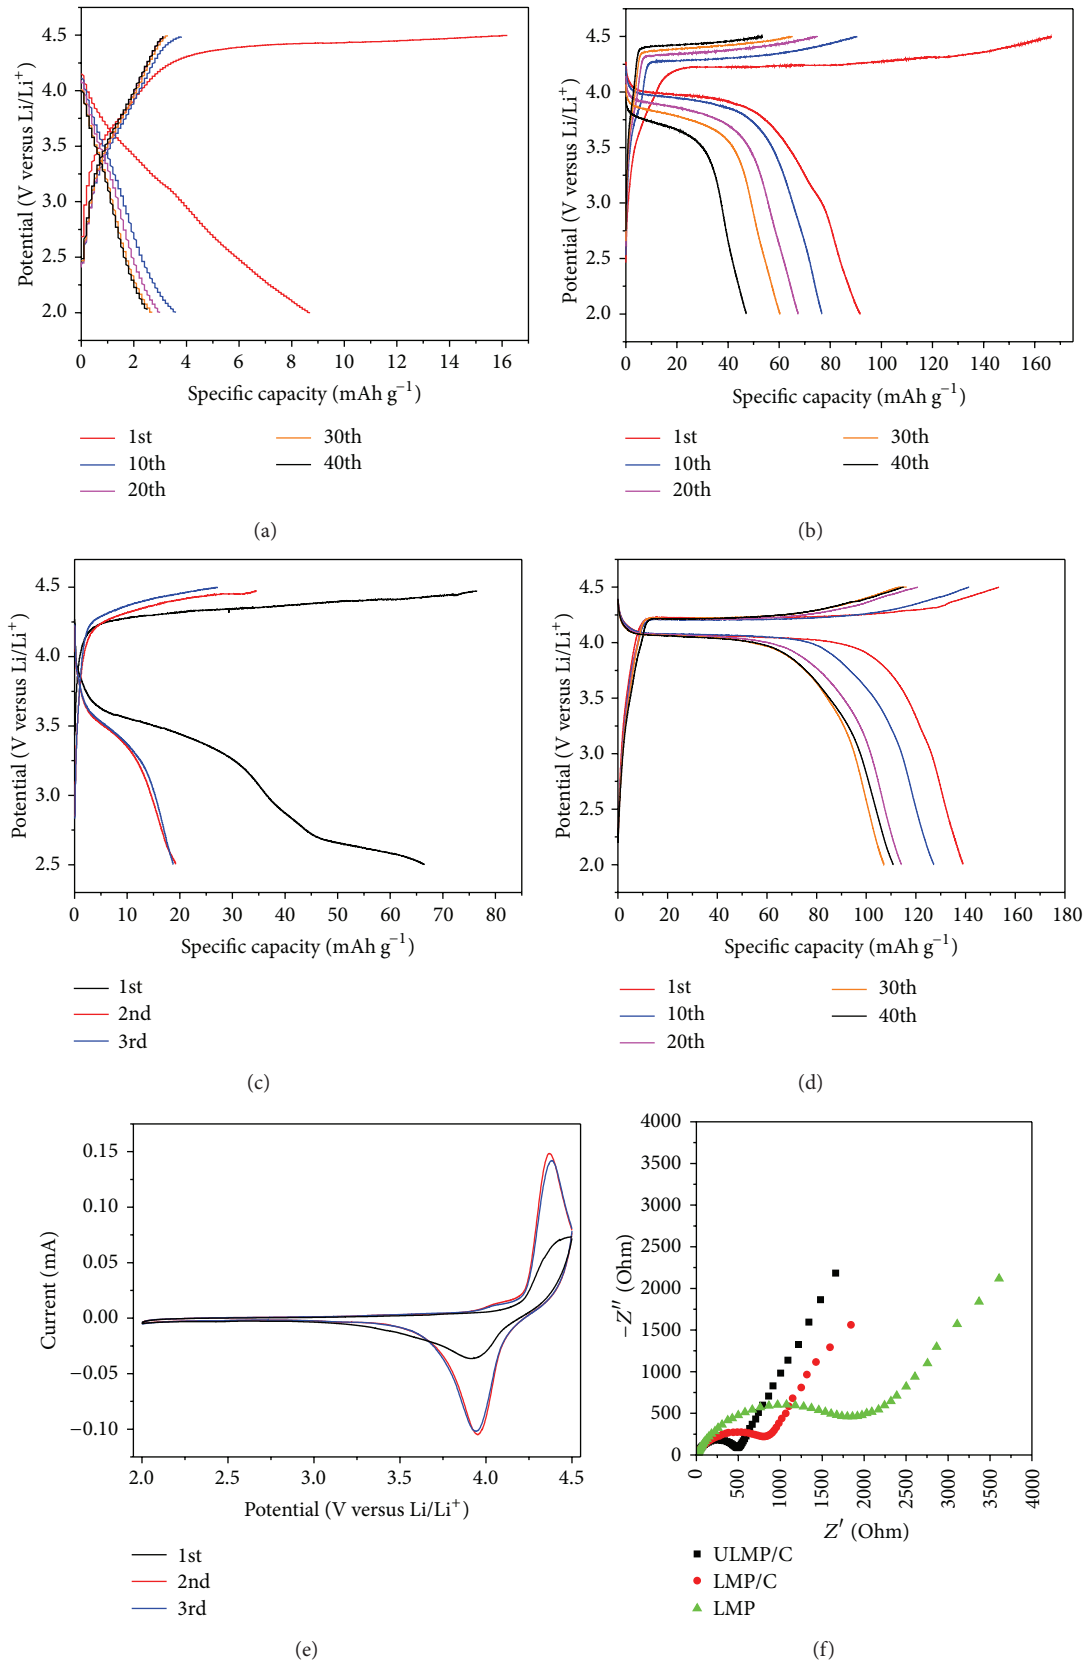 4.5
4.0
3.5
3.0
2.5
2.0
Potential (V versus Li/Li⁺)
0 2 4 6 8 10 12 14 16
Specific capacity (mAh g⁻¹)
1st 30th
10th 40th
20th
(a)
4.5
4.0
3.5
3.0
2.5
2.0
Potential (V versus Li/Li⁺)
0 20 40 60 80 100 120 140 160
Specific capacity (mAh g⁻¹)
1st 30th
10th 40th
20th
(b)
4.5
4.0
3.5
3.0
2.5
Potential (V versus Li/Li⁺)
0 10 20 30 40 50 60 70 80
Specific capacity (mAh g⁻¹)
1st
2nd
3rd
(c)
4.5
4.0
3.5
3.0
2.5
2.0
Potential (V versus Li/Li⁺)
0 20 40 60 80 100 120 140 160 180
Specific capacity (mAh g⁻¹)
1st 30th
10th 40th
20th
(d)
0.15
0.10
0.05
0.00
−0.05
−0.10
Current (mA)
2.0 2.5 3.0 3.5 4.0 4.5
Potential (V versus Li/Li⁺)
1st
2nd
3rd
(e)
4000
3500
3000
2500
2000
1500
1000
500
0
−Z″ (Ohm)
0 500 1000 1500 2000 2500 3000 3500 4000
Z′ (Ohm)
ULMP/C
LMP/C
LMP
(f)